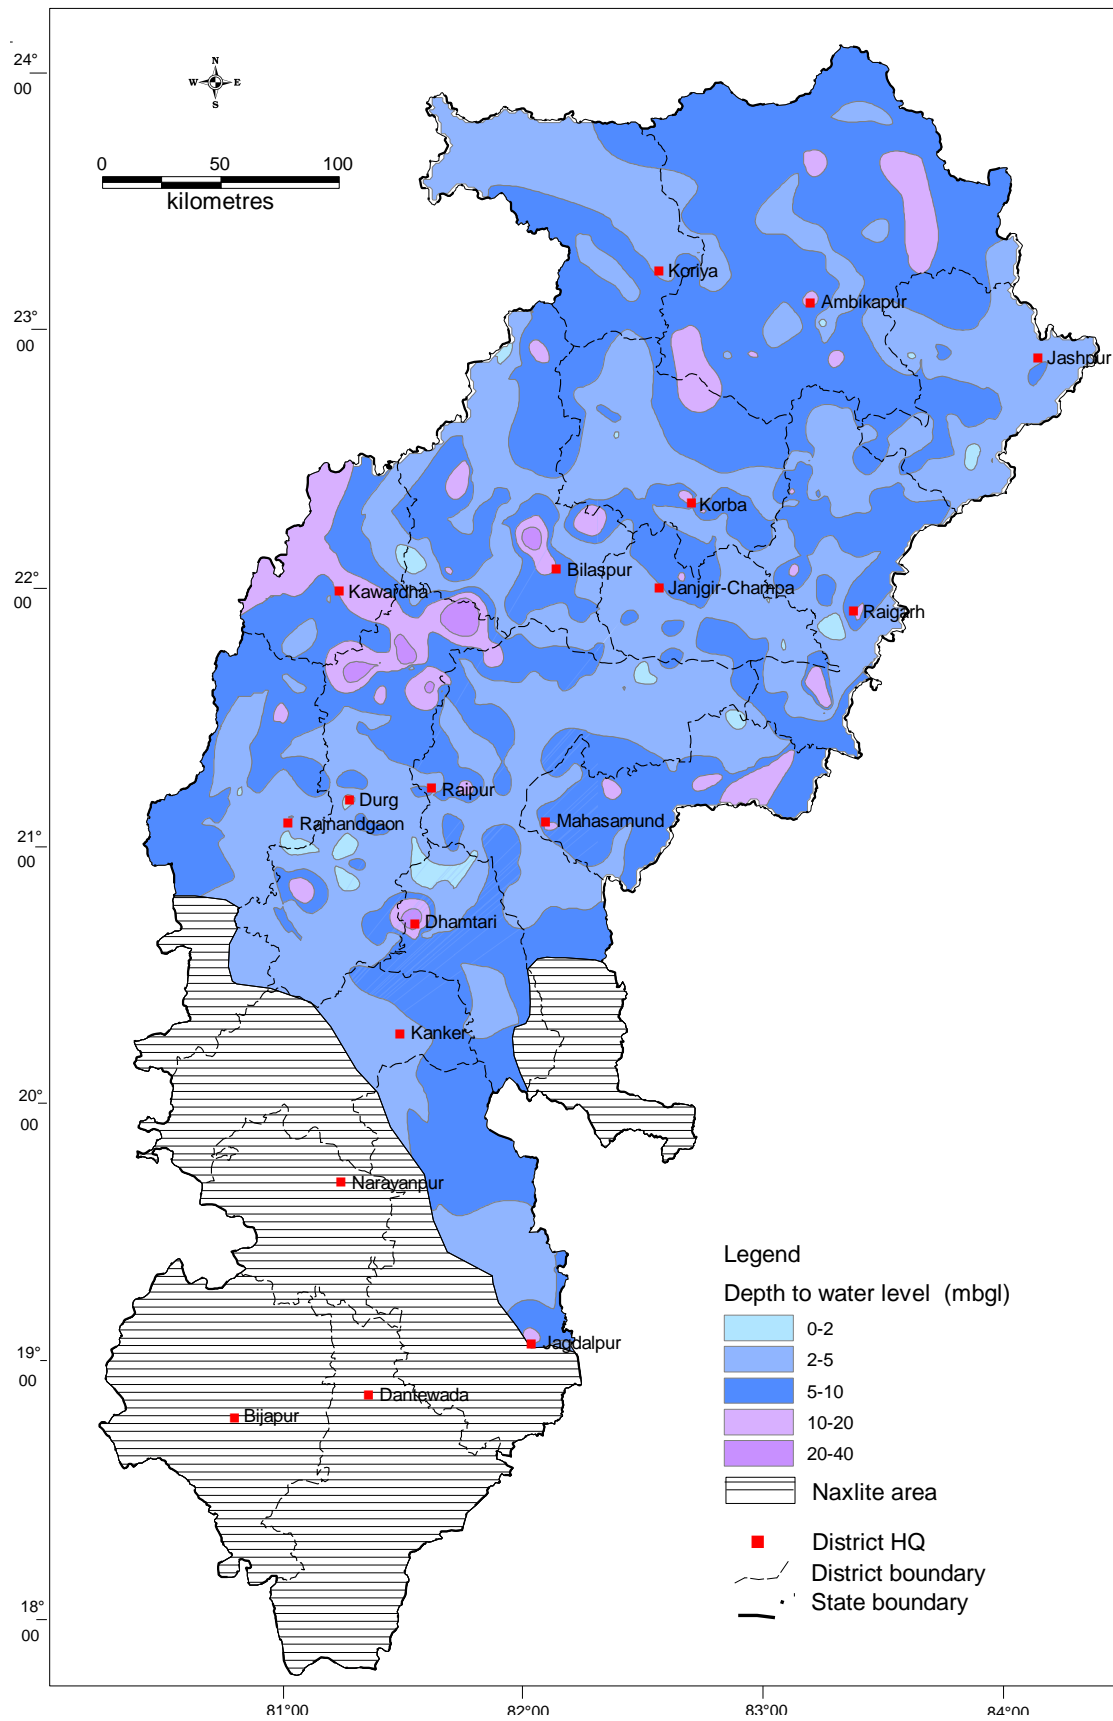 24°
00
N
W E
S
0 50 100
kilometres
Koriya
Ambikapur
23°
00
Jashpur
Korba
Bilaspur
22°
00
Kawardha
Janjgir-Champa
Raigarh
Raipur
Durg
Rajnandgaon
Mahasamund
21°
00
Dhamtari
Kanker
20°
00
Narayanpur
Legend
Depth to water level (mbgl)
0-2
2-5
5-10
10-20
20-40
Naxlite area
District HQ
District boundary
State boundary
Jagdalpur
19°
00
Dantewada
Bijapur
18°
00
81°00 82°00 83°00 84°00